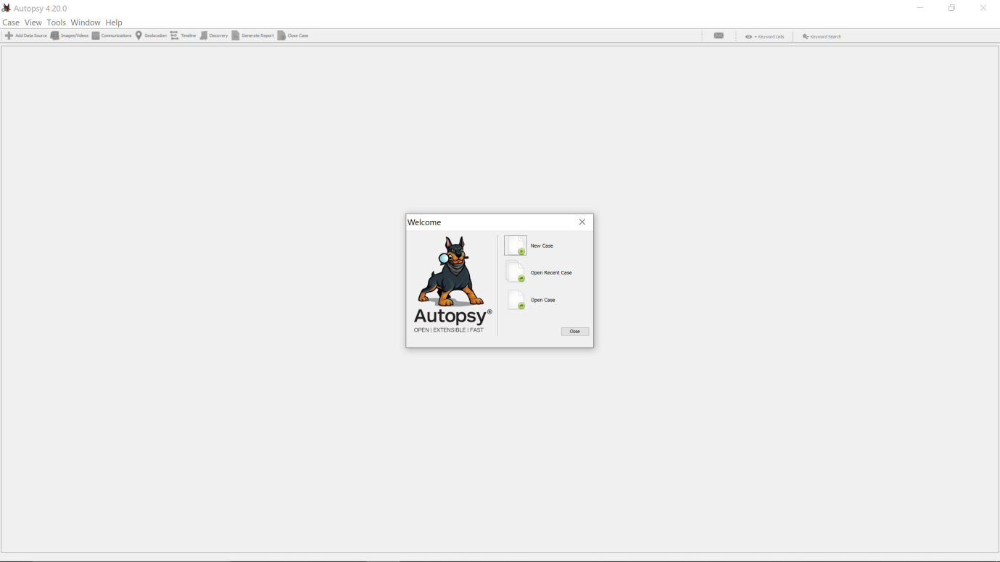 Autopsy 4.20.0
Case View Tools Window Help
Add Data Source Images/Videos Communications Geolocation Timeline Discovery Generate Report Close Case Keyword Lists Keyword Search
Welcome
New Case
Open Recent Case
Open Case
Autopsy®
OPEN | EXTENSIBLE | FAST
Close